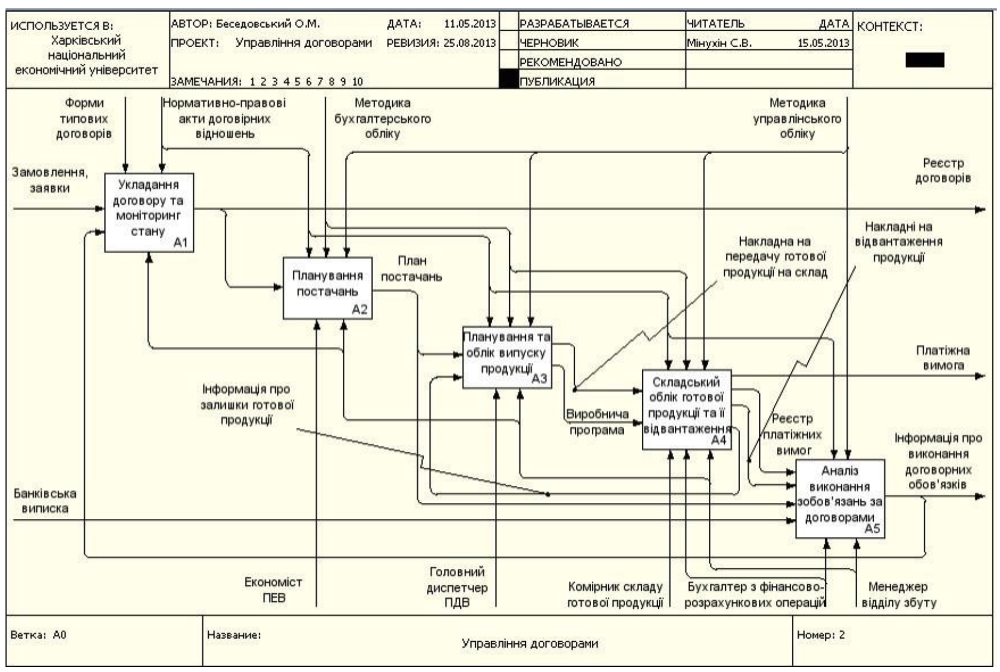 ИСПОЛЬЗУЕТСЯ В:
Харківський
національний
економічний університет
АВТОР: Беседовський О.М.
ДАТА: 11.05.2013
ПРОЕКТ: Управління договорами
РЕВИЗИЯ: 25.08.2013
ЗАМЕЧАНИЯ: 1 2 3 4 5 6 7 8 9 10
РАЗРАБАТЫВАЕТСЯ
ЧЕРНОВИК
РЕКОМЕНДОВАНО
ПУБЛИКАЦИЯ
ЧИТАТЕЛЬ
ДАТА
Мінухін С.В.
15.05.2013
КОНТЕКСТ:
Форми
типових
договорів
Нормативно-правові
акти договірних
відношень
Методика
бухгалтерського
обліку
Методика
управлінського
обліку
Замовлення,
заявки
Укладання
договору та
моніторинг
стану
A1
Реєстр
договорів
Планування
постачань
A2
План
постачань
Накладна на
передачу готової
продукції на склад
Накладні на
відвантаження
продукції
Планування та
облік випуску
продукції
A3
Платіжна
вимога
Інформація про
залишки готової
продукції
Виробнича
програма
Складський
облік готової
продукції та її
відвантаження
A4
Реєстр
платіжних
вимог
Інформація про
виконання
договорних
обов'язків
Аналіз
виконання
зобов'язань за
договорами
A5
Банківська
виписка
Економіст
ПЕВ
Головний
диспетчер
ПДВ
Комірник складу
готової продукції
Бухгалтер з фінансово-
розрахункових операцій
Менеджер
відділу збуту
Ветка: A0
Название:
Управління договорами
Номер: 2